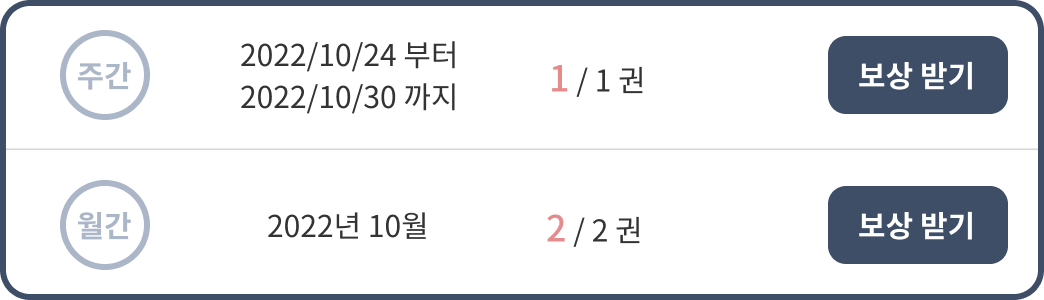 주간
2022/10/24 부터
2022/10/30 까지
1 / 1 권
보상 받기
월간
2022년 10월
2 / 2 권
보상 받기